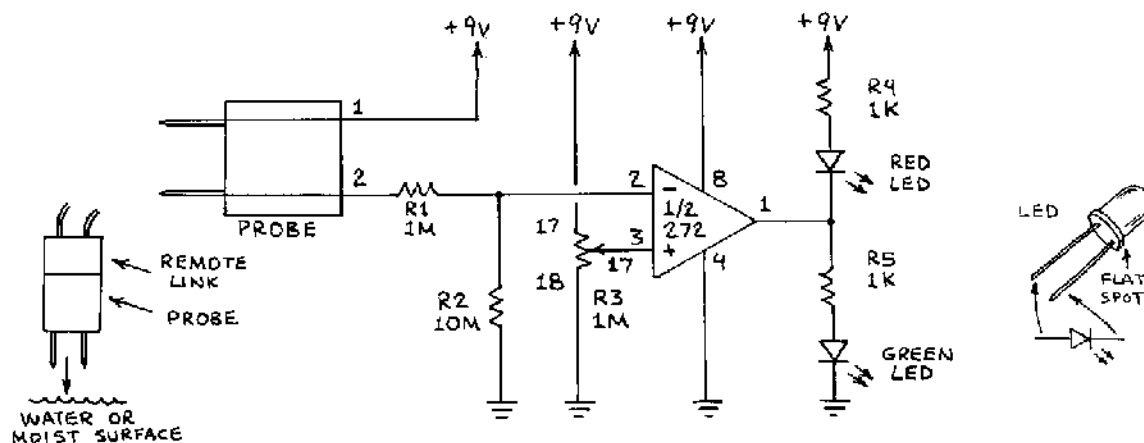 +9V
+9V
+9V
+9V
1
2
PROBE
R1
1M
R2
10M
17
18
17
R3
1M
2
3
-
+
1/2
272
8
4
1
R4
1K
RED
LED
R5
1K
GREEN
LED
REMOTE
LINK
PROBE
WATER OR
MOIST SURFACE
LED
FLAT
SPOT